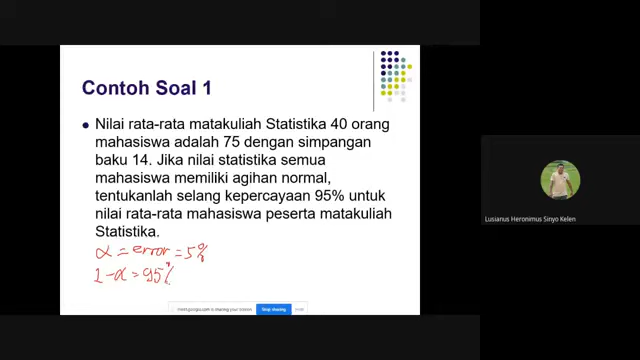 Contoh Soal 1
Nilai rata-rata matakuliah Statistika 40 orang
mahasiswa adalah 75 dengan simpangan
baku 14. Jika nilai statistika semua
mahasiswa memiliki agihan normal,
tentukanlah selang kepercayaan 95% untuk
nilai rata-rata mahasiswa peserta matakuliah
Statistika.
α = error = 5%
1 - α = 95%
meet.google.com is sharing your screen
Stop sharing
Hide
Lusianus Heronimus Sinyo Kelen